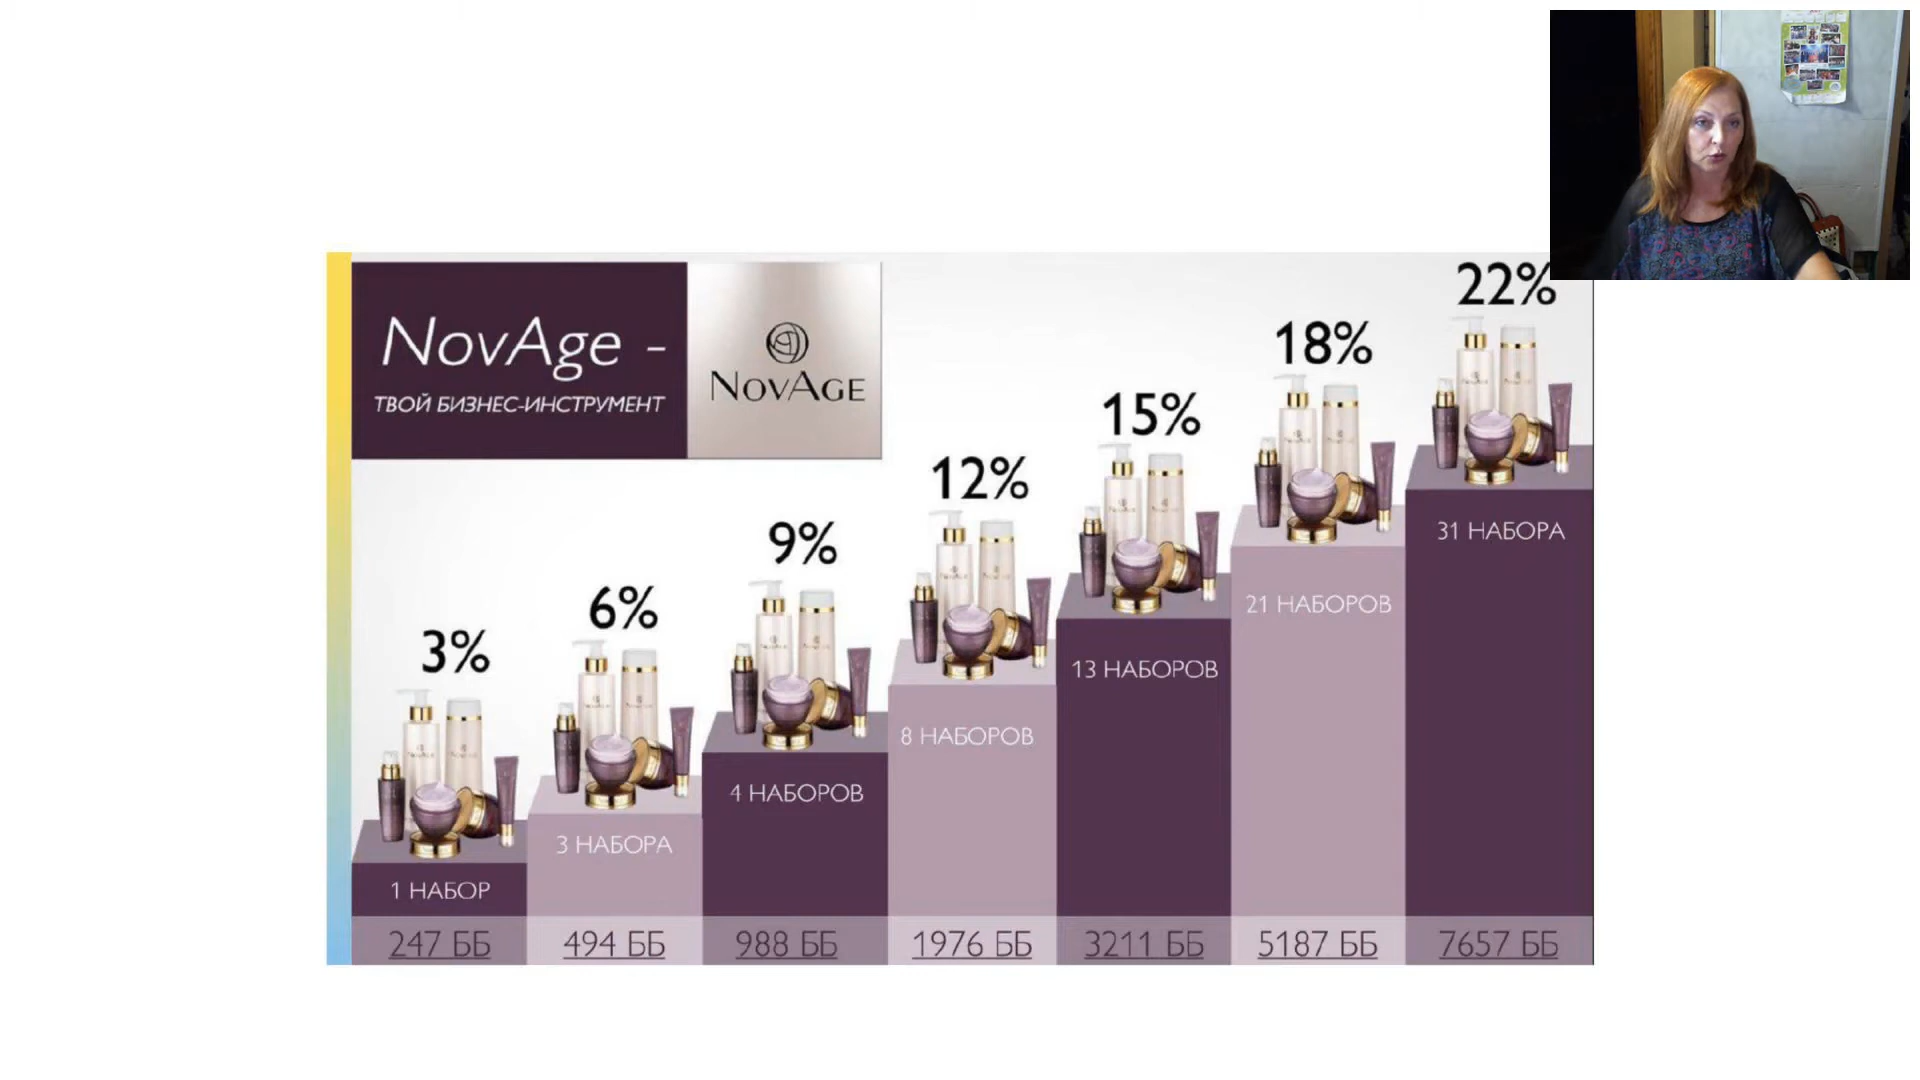 NovAge -
ТВОЙ БИЗНЕС-ИНСТРУМЕНТ
NOVAGE
3%
6%
9%
12%
15%
18%
22%
1 НАБОР
3 НАБОРА
4 НАБОРОВ
8 НАБОРОВ
13 НАБОРОВ
21 НАБОРОВ
31 НАБОРА
247 ББ
494 ББ
988 ББ
1976 ББ
3211 ББ
5187 ББ
7657 ББ